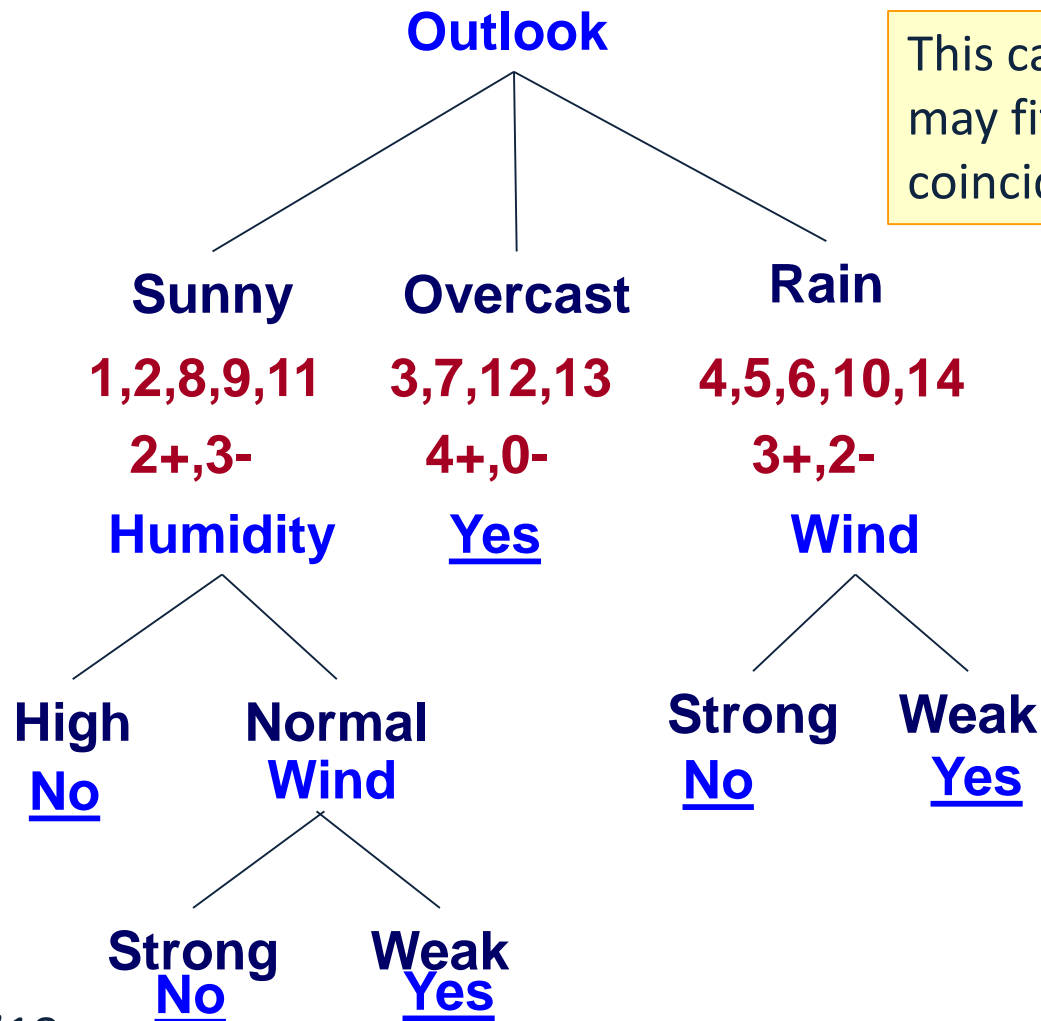 Outlook
This ca
may fi
coincid
Sunny Overcast Rain
1,2,8,9,11 3,7,12,13 4,5,6,10,14
2+,3- 4+,0- 3+,2-
Humidity Yes Wind
High Normal Strong Weak
No Wind No Yes
Strong Weak
No Yes